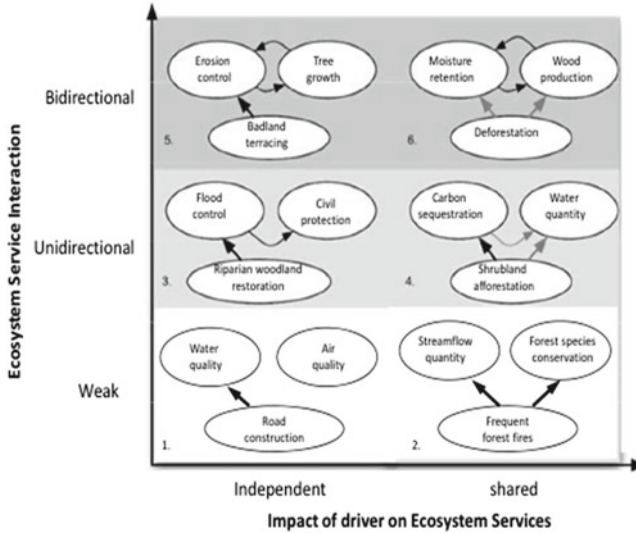 Ecosystem Service Interaction
Bidirectional
Erosion
control
Tree
growth
Badland
terracing
5.
Moisture
retention
Wood
production
Deforestation
6.
Unidirectional
Flood
control
Civil
protection
Riparian woodland
restoration
3.
Carbon
sequestration
Water
quantity
Shrubland
afforestation
4.
Weak
Water
quality
Air
quality
Road
construction
1.
Streamflow
quantity
Forest species
conservation
Frequent
forest fires
2.
Independent
shared
Impact of driver on Ecosystem Services